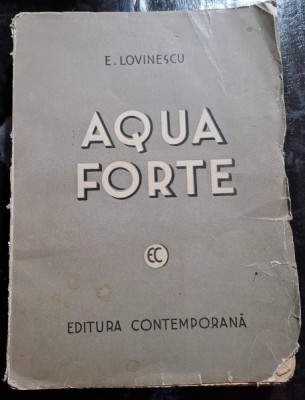 E. LOVINESCU
AQUA
FORTE
EC
EDITURA CONTEMPORANĂ